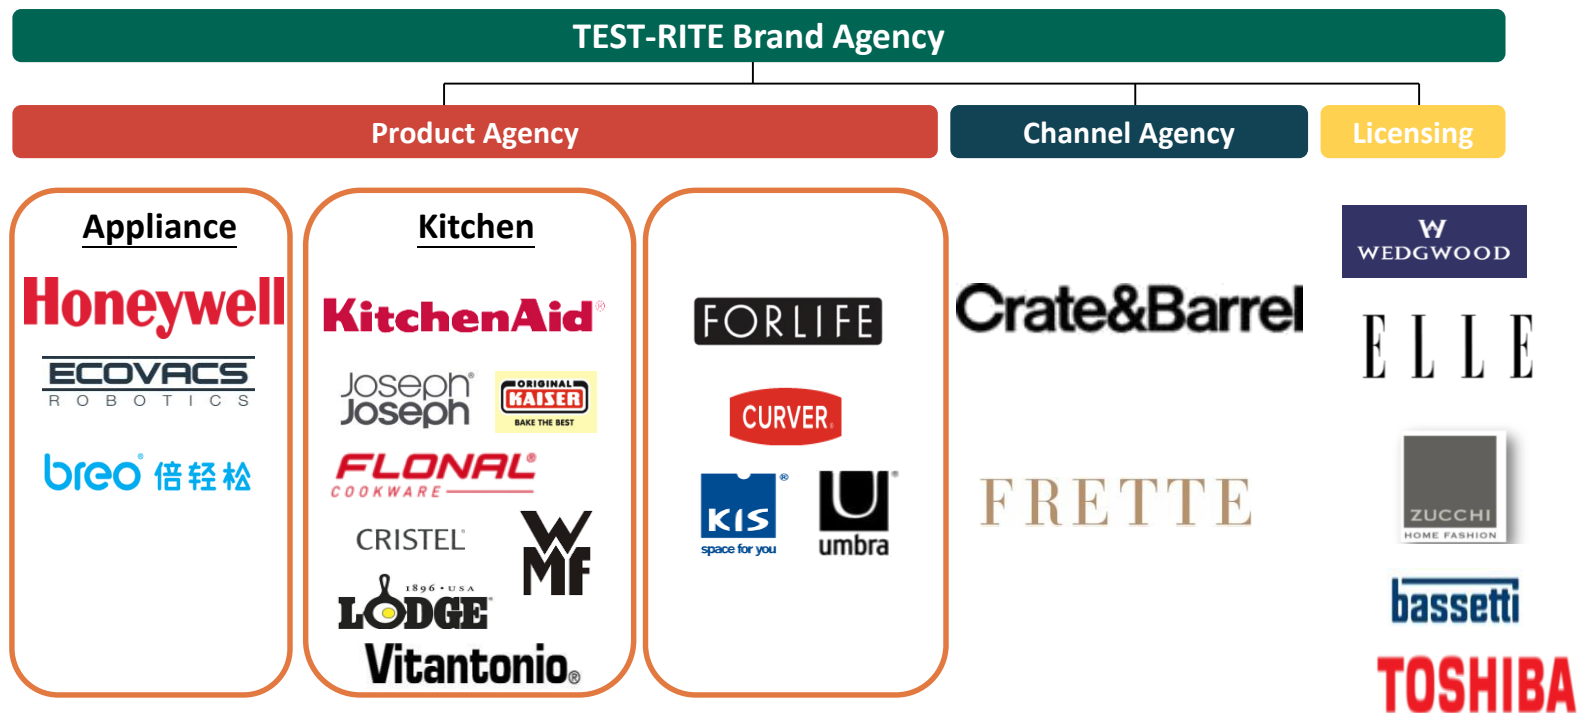 TEST-RITE Brand Agency
Product Agency
Channel Agency
Licensing
Appliance
Honeywell
ECOVACS
ROBOTICS
breo® 倍轻松
Kitchen
KitchenAid®
Joseph®
Joseph
ORIGINAL
KAISER
BAKE THE BEST
FLONAL®
COOKWARE
CRISTEL
WMF
1896 • USA
LODGE
Vitantonio®
FORLIFE
CURVER
KIS®
space for you
umbra®
Crate&Barrel
FRETTE
W
WEDGWOOD
ELLE
ZUCCHI
HOME FASHION
bassetti
TOSHIBA